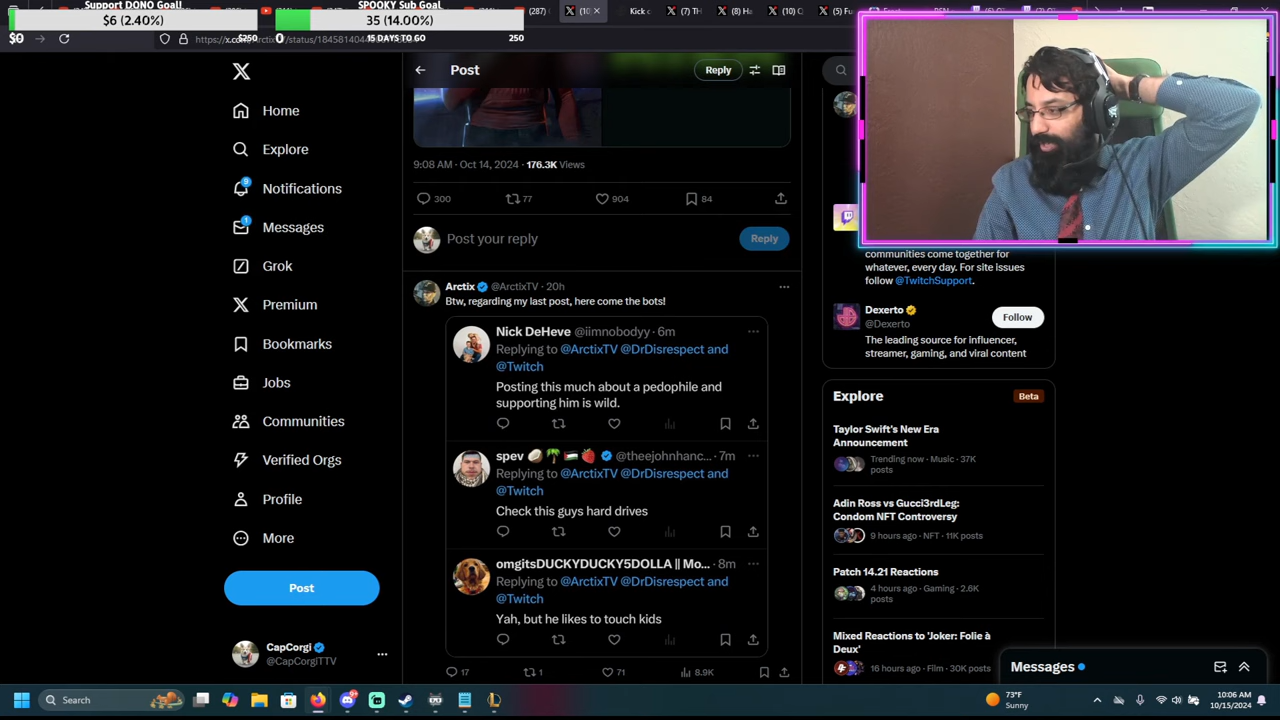 Support DONO Goal
$6 (2.40%)
$0
$250
SPOOKY Sub Goal
35 (14.00%)
0
15 DAYS TO GO
250
Post
Reply
9:08 AM · Oct 14, 2024 · 176.3K Views
300
77
904
84
Post your reply
Reply
Home
Explore
9
Notifications
1
Messages
Grok
Premium
Bookmarks
Jobs
Communities
Verified Orgs
Profile
More
Post
CapCorgi
@CapCorgiTTV
Arctix @ArctixTV · 20h
Btw, regarding my last post, here come the bots!
Nick DeHeve @iimnobodyy · 6m
Replying to @ArctixTV @DrDisrespect and
@Twitch
Posting this much about a pedophile and
supporting him is wild.
spev 🥥🌴🇵🇸🍓 @theejohnhanc... · 7m
Replying to @ArctixTV @DrDisrespect and
@Twitch
Check this guys hard drives
omgitsDUCKYDUCKY5DOLLA || Mo... · 8m
Replying to @ArctixTV @DrDisrespect and
@Twitch
Yah, but he likes to touch kids
17
1
71
8.9K
communities come together for
whatever, every day. For site issues
follow @TwitchSupport.
Dexerto
@Dexerto
Follow
The leading source for influencer,
streamer, gaming, and viral content
Explore
Beta
Taylor Swift's New Era
Announcement
Trending now · Music · 37K
posts
Adin Ross vs Gucci3rdLeg:
Condom NFT Controversy
9 hours ago · NFT · 11K posts
Patch 14.21 Reactions
4 hours ago · Gaming · 2.6K
posts
Mixed Reactions to 'Joker: Folie à
Deux'
16 hours ago · Film · 30K posts
Messages
Search
73°F
Sunny
10:06 AM
10/15/2024